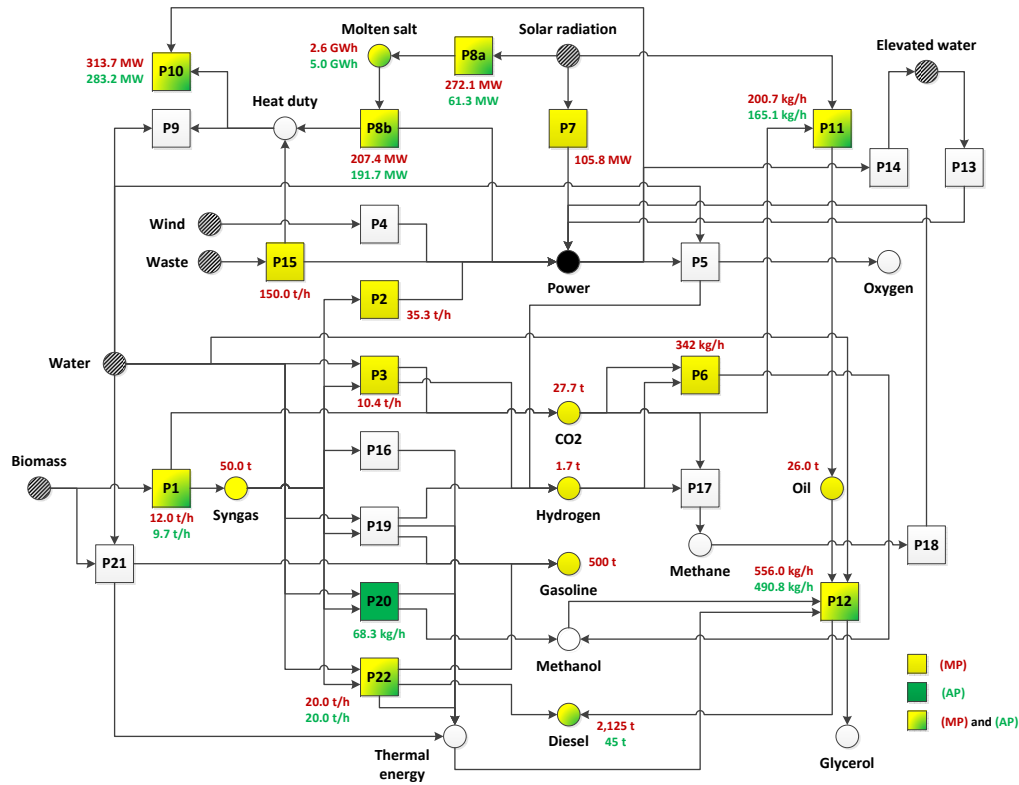 Molten salt
Solar radiation
Elevated water
2.6 GWh
5.0 GWh
P8a
313.7 MW
283.2 MW
P10
272.1 MW
61.3 MW
200.7 kg/h
165.1 kg/h
Heat duty
P9
P8b
P7
P11
207.4 MW
191.7 MW
105.8 MW
P14
P13
Wind
P4
Waste
P15
P5
Power
Oxygen
150.0 t/h
P2
35.3 t/h
Water
342 kg/h
P3
P6
10.4 t/h
27.7 t
CO2
Biomass
P16
50.0 t
1.7 t
26.0 t
P1
Syngas
Hydrogen
P17
Oil
12.0 t/h
9.7 t/h
P19
P18
P21
Gasoline
500 t
Methane
556.0 kg/h
490.8 kg/h
P20
P12
68.3 kg/h
Methanol
P22
(MP)
20.0 t/h
20.0 t/h
(AP)
Diesel
2,125 t
45 t
(MP) and (AP)
Thermal
energy
Glycerol